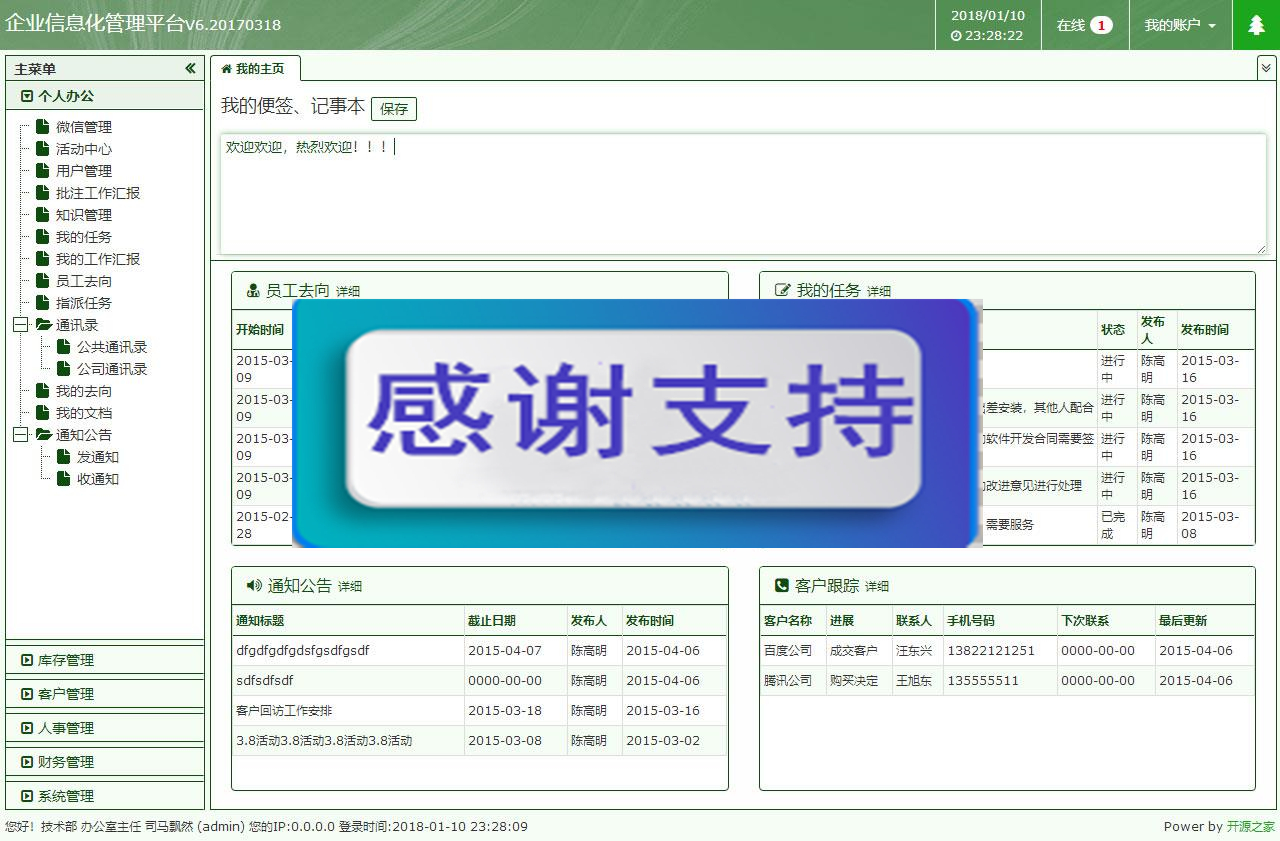 企业信息化管理平台V6.20170318
2018/01/10
23:28:22
在线 1
我的账户
主菜单
个人办公
微信管理
活动中心
用户管理
批注工作汇报
知识管理
我的任务
我的工作汇报
员工去向
指派任务
通讯录
公共通讯录
公司通讯录
我的去向
我的文档
通知公告
发通知
收通知
库存管理
客户管理
人事管理
财务管理
系统管理
我的主页
我的便签、记事本 保存
欢迎欢迎，热烈欢迎！！！
员工去向 详细
开始时间
2015-03-
09
2015-03-
09
2015-03-
09
2015-03-
09
2015-02-
28
感谢支持
我的任务 详细
状态 发布人 发布时间
进行中 陈高明 2015-03-16
差安装，其他人配合 进行中 陈高明 2015-03-16
软件开发合同需要签 进行中 陈高明 2015-03-16
改进意见进行处理 进行中 陈高明 2015-03-16
需要服务 已完成 陈高明 2015-03-08
通知公告 详细
通知标题 截止日期 发布人 发布时间
dfgdfgdfgdsfgsdfgsdf 2015-04-07 陈高明 2015-04-06
sdfsdfsdf 0000-00-00 陈高明 2015-04-06
客户回访工作安排 2015-03-18 陈高明 2015-03-16
3.8活动3.8活动3.8活动3.8活动 2015-03-08 陈高明 2015-03-02
客户跟踪 详细
客户名称 进展 联系人 手机号码 下次联系 最后更新
百度公司 成交客户 汪东兴 13822121251 0000-00-00 2015-04-06
腾讯公司 购买决定 王旭东 135555511 0000-00-00 2015-04-06
您好！技术部 办公室主任 司马飘然 (admin) 您的IP:0.0.0.0 登录时间:2018-01-10 23:28:09
Power by 开源之家